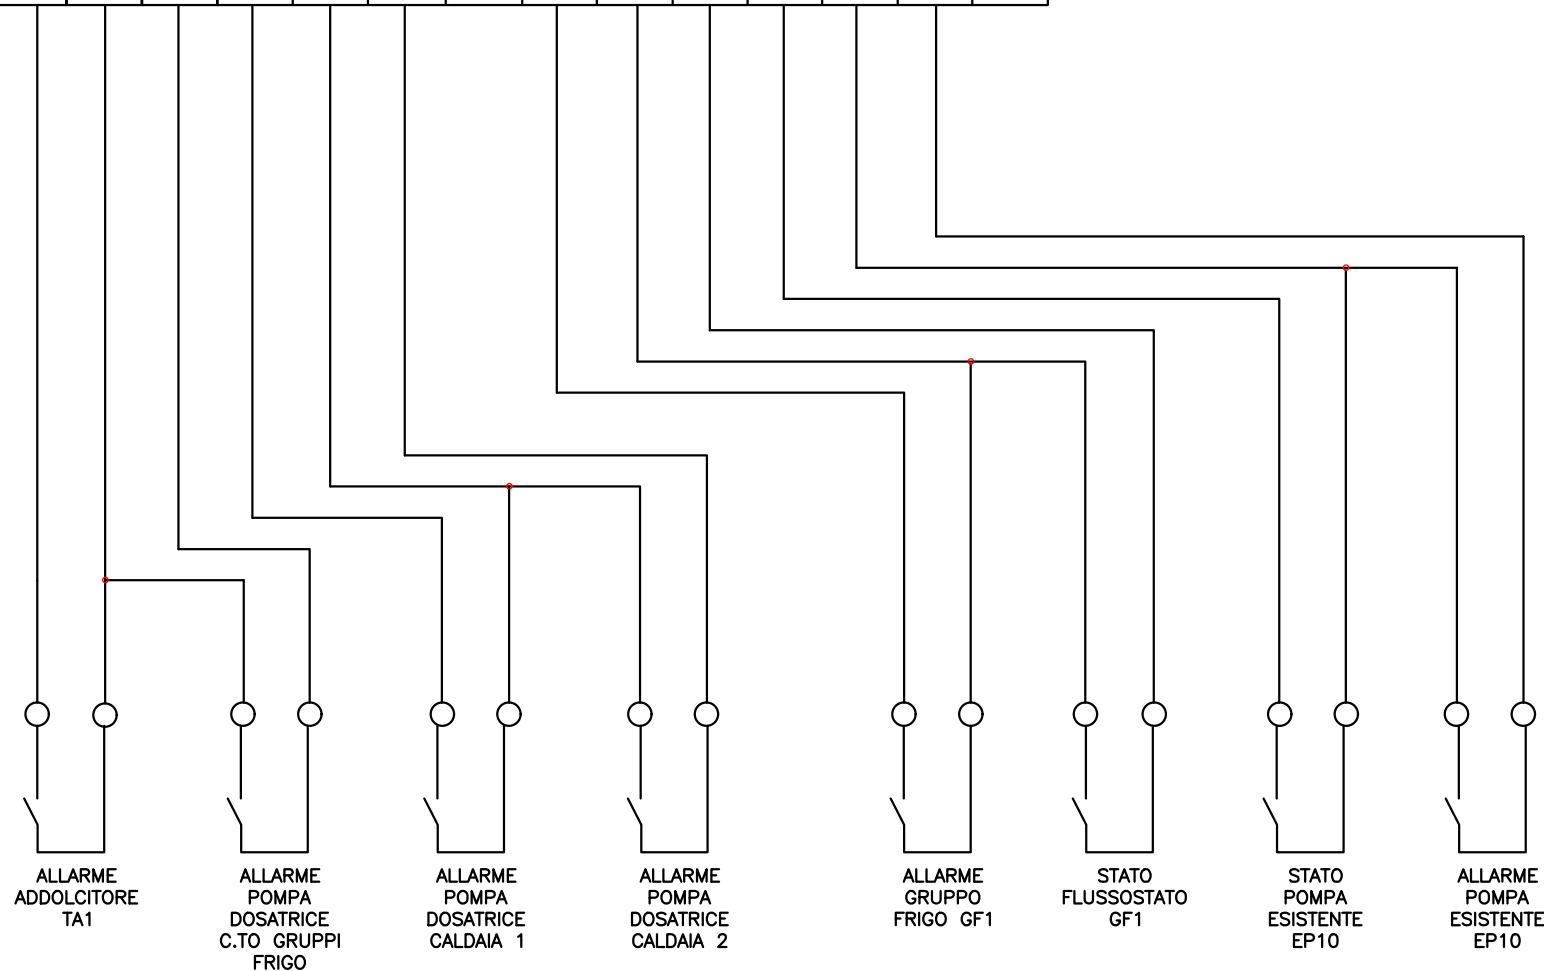 ALLARME
ADDOLCITORE
TA1
ALLARME
POMPA
DOSATRICE
C.TO GRUPPI
FRIGO
ALLARME
POMPA
DOSATRICE
CALDAIA 1
ALLARME
POMPA
DOSATRICE
CALDAIA 2
ALLARME
GRUPPO
FRIGO GF1
STATO
FLUSSOSTATO
GF1
STATO
POMPA
ESISTENTE
EP10
ALLARME
POMPA
ESISTENTE
EP10